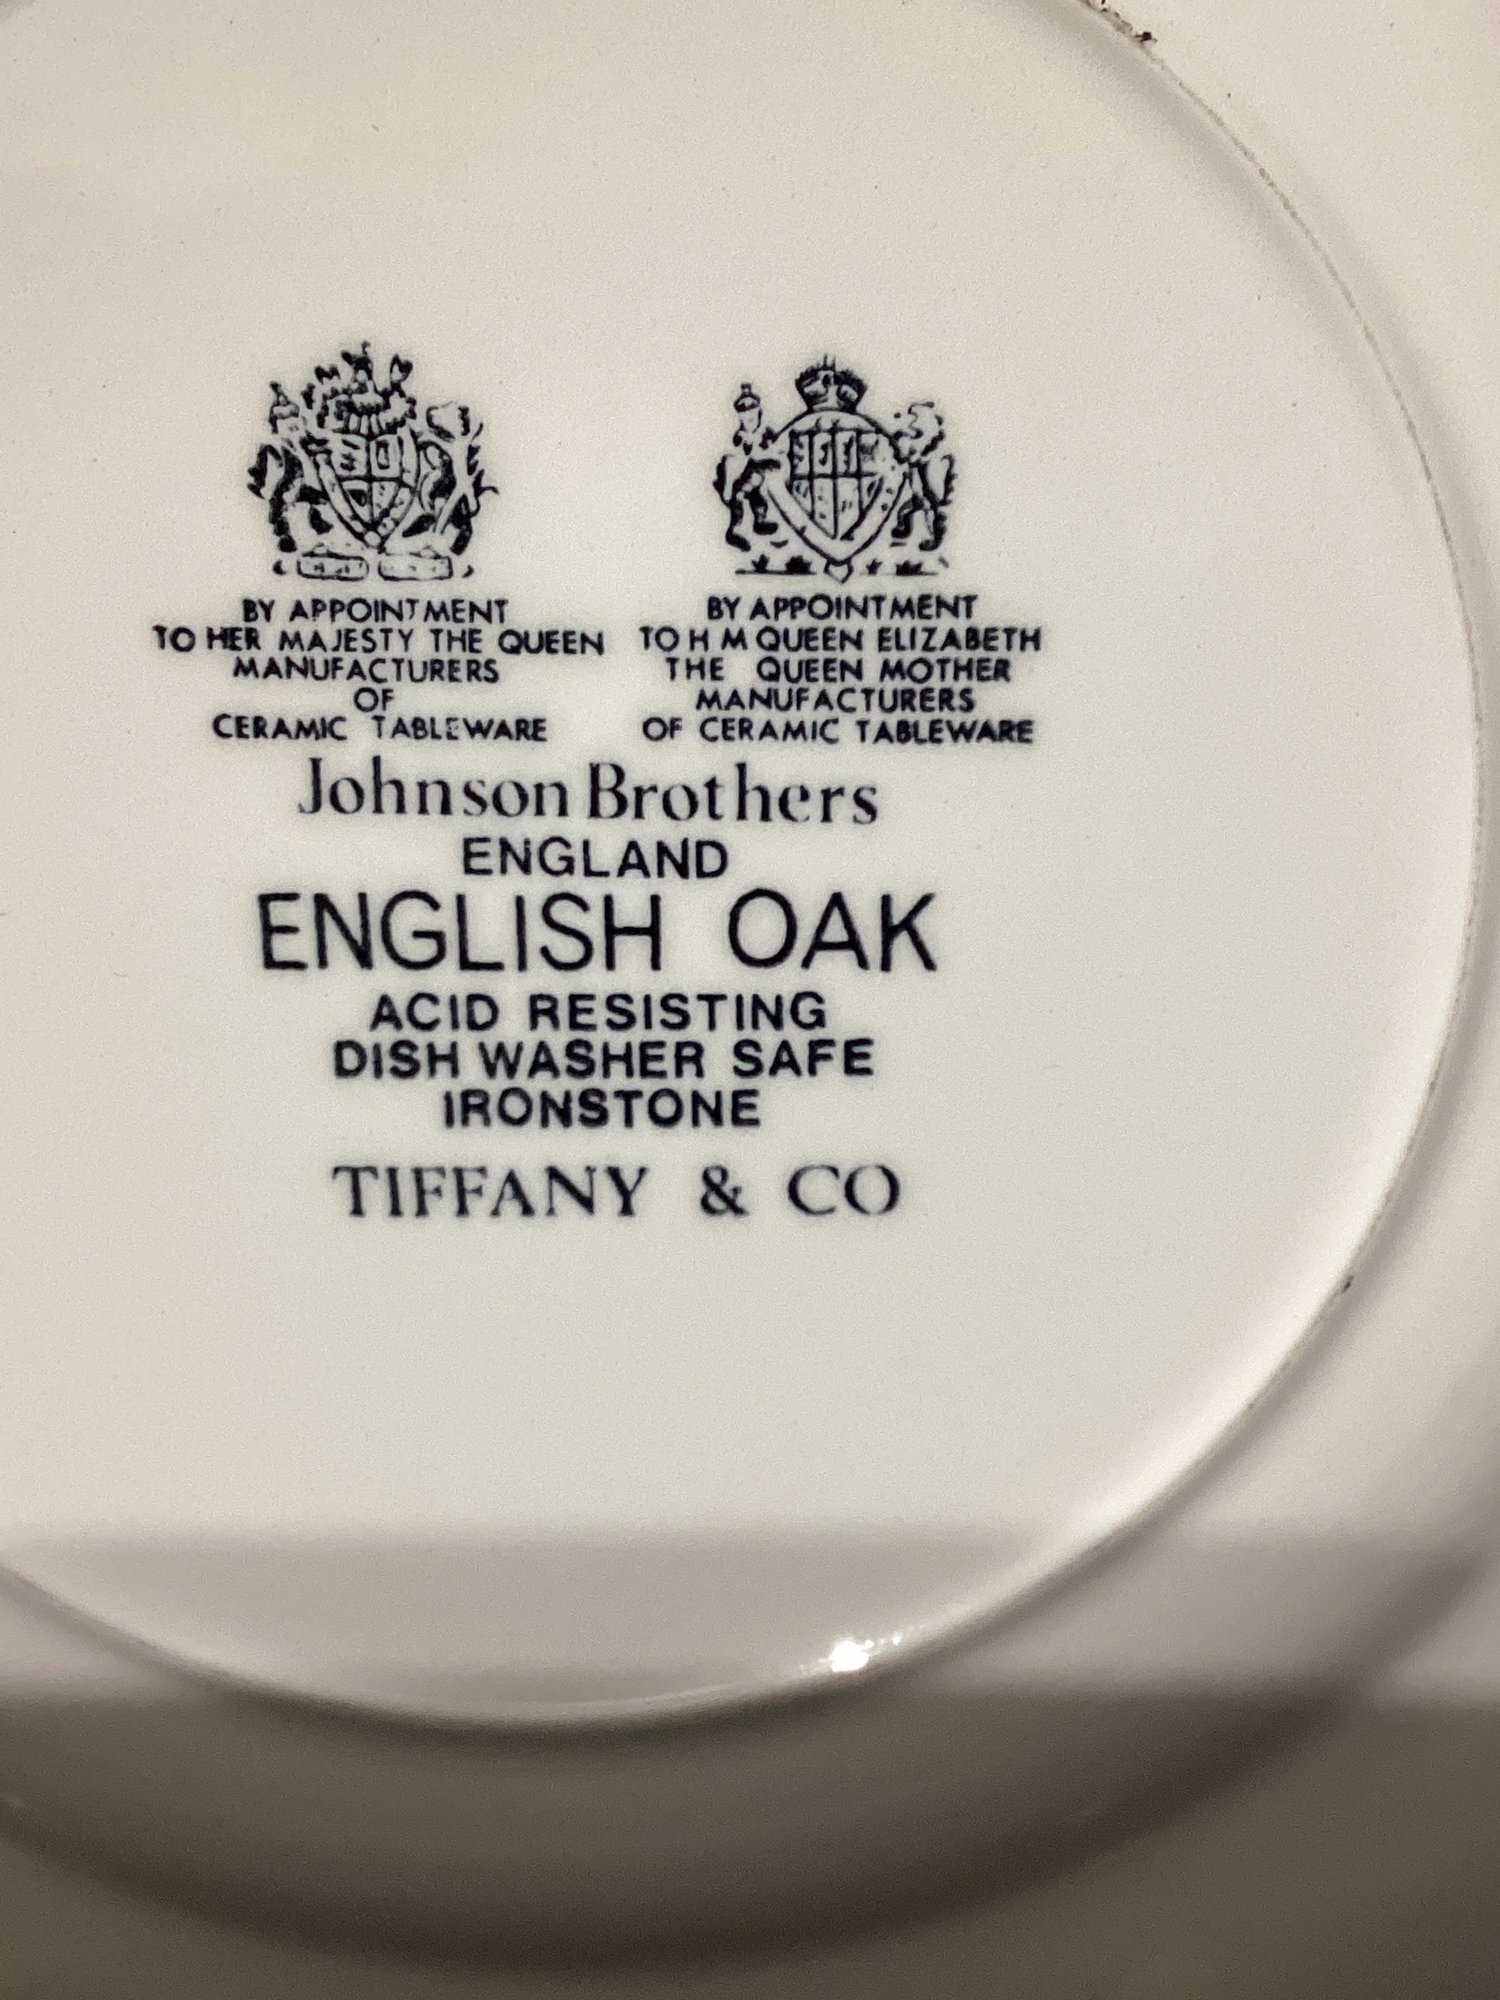 BY APPOINTMENT
TO HER MAJESTY THE QUEEN
MANUFACTURERS
OF
CERAMIC TABLEWARE
BY APPOINTMENT
TO H M QUEEN ELIZABETH
THE QUEEN MOTHER
MANUFACTURERS
OF CERAMIC TABLEWARE
Johnson Brothers
ENGLAND
ENGLISH OAK
ACID RESISTING
DISH WASHER SAFE
IRONSTONE
TIFFANY & CO